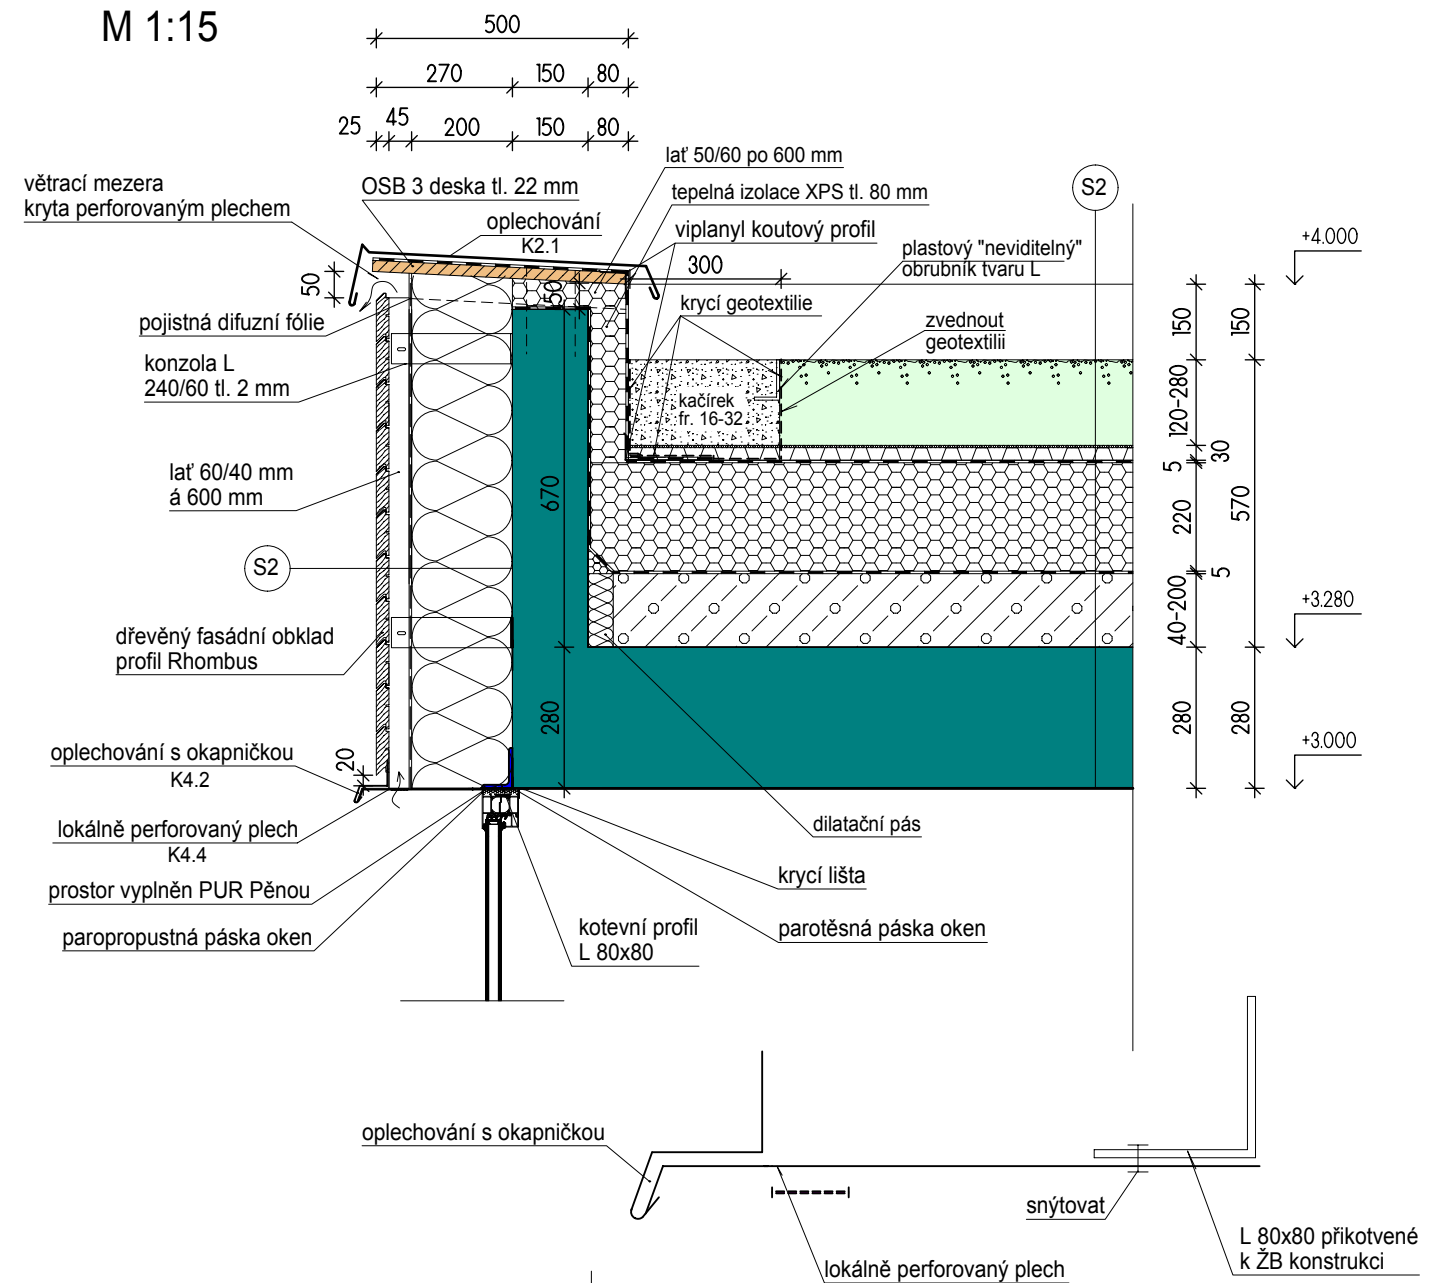 M 1:15
500
270
150
80
25
45
200
150
80
větrací mezera
kryta perforovaným plechem
OSB 3 deska tl. 22 mm
oplechování
K2.1
lať 50/60 po 600 mm
tepelná izolace XPS tl. 80 mm
viplanyl koutový profil
300
plastový "neviditelný"
obrubník tvaru L
krycí geotextilie
zvednout
geotextilii
S2
+4.000
50
50
pojistná difuzní fólie
konzola L
240/60 tl. 2 mm
kačírek
fr. 16-32
150
150
120-280
30
5
220
570
5
40-200
+3.280
lať 60/40 mm
á 600 mm
670
S2
dřevěný fasádní obklad
profil Rhombus
280
280
280
+3.000
oplechování s okapničkou
K4.2
20
lokálně perforovaný plech
K4.4
dilatační pás
prostor vyplněn PUR Pěnou
krycí lišta
paropropustná páska oken
kotevní profil
L 80x80
parotěsná páska oken
oplechování s okapničkou
snýtovat
L 80x80 přikotvené
k ŽB konstrukci
lokálně perforovaný plech